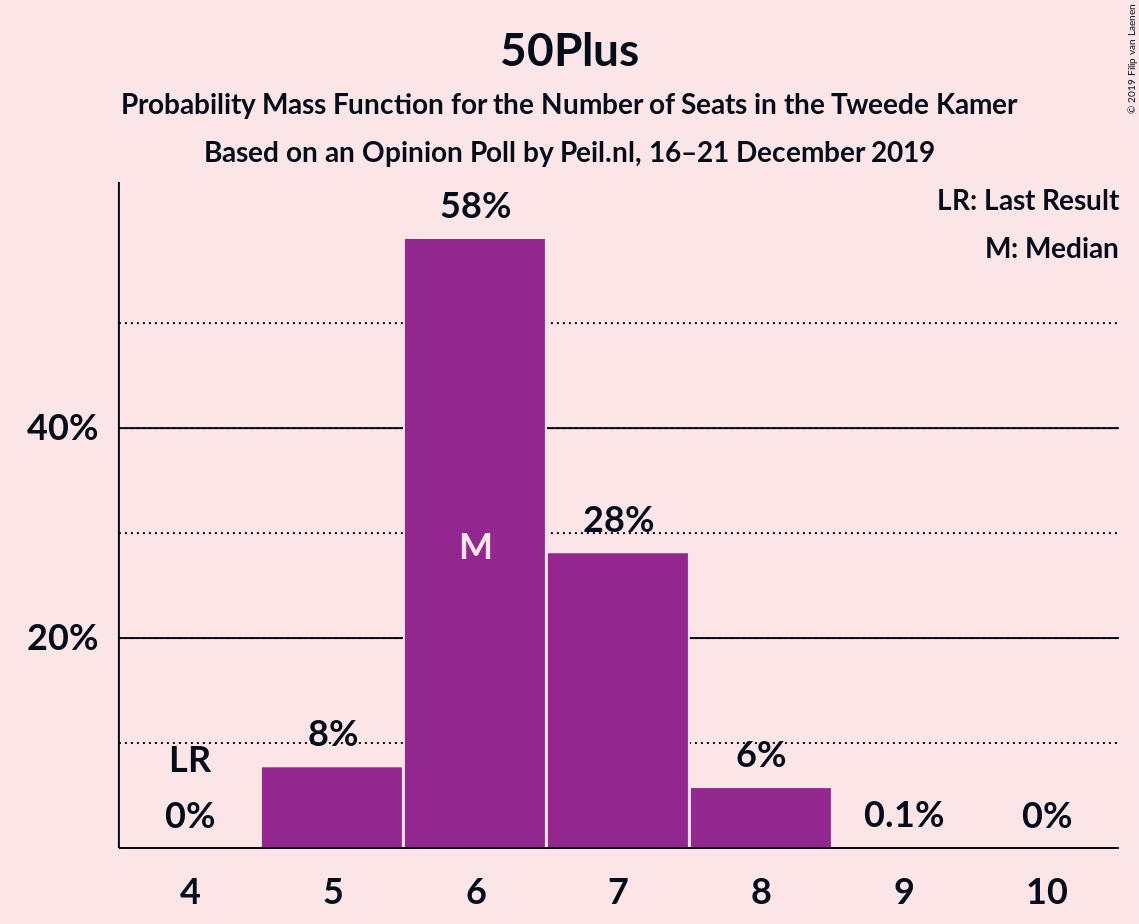 50Plus
Probability Mass Function for the Number of Seats in the Tweede Kamer
Based on an Opinion Poll by Peil.nl, 16–21 December 2019
© 2019 Filip van Laenen
LR: Last Result
M: Median
58%
40%
28%
M
20%
8%
6%
LR
0%
0.1%
0%
4 5 6 7 8 9 10